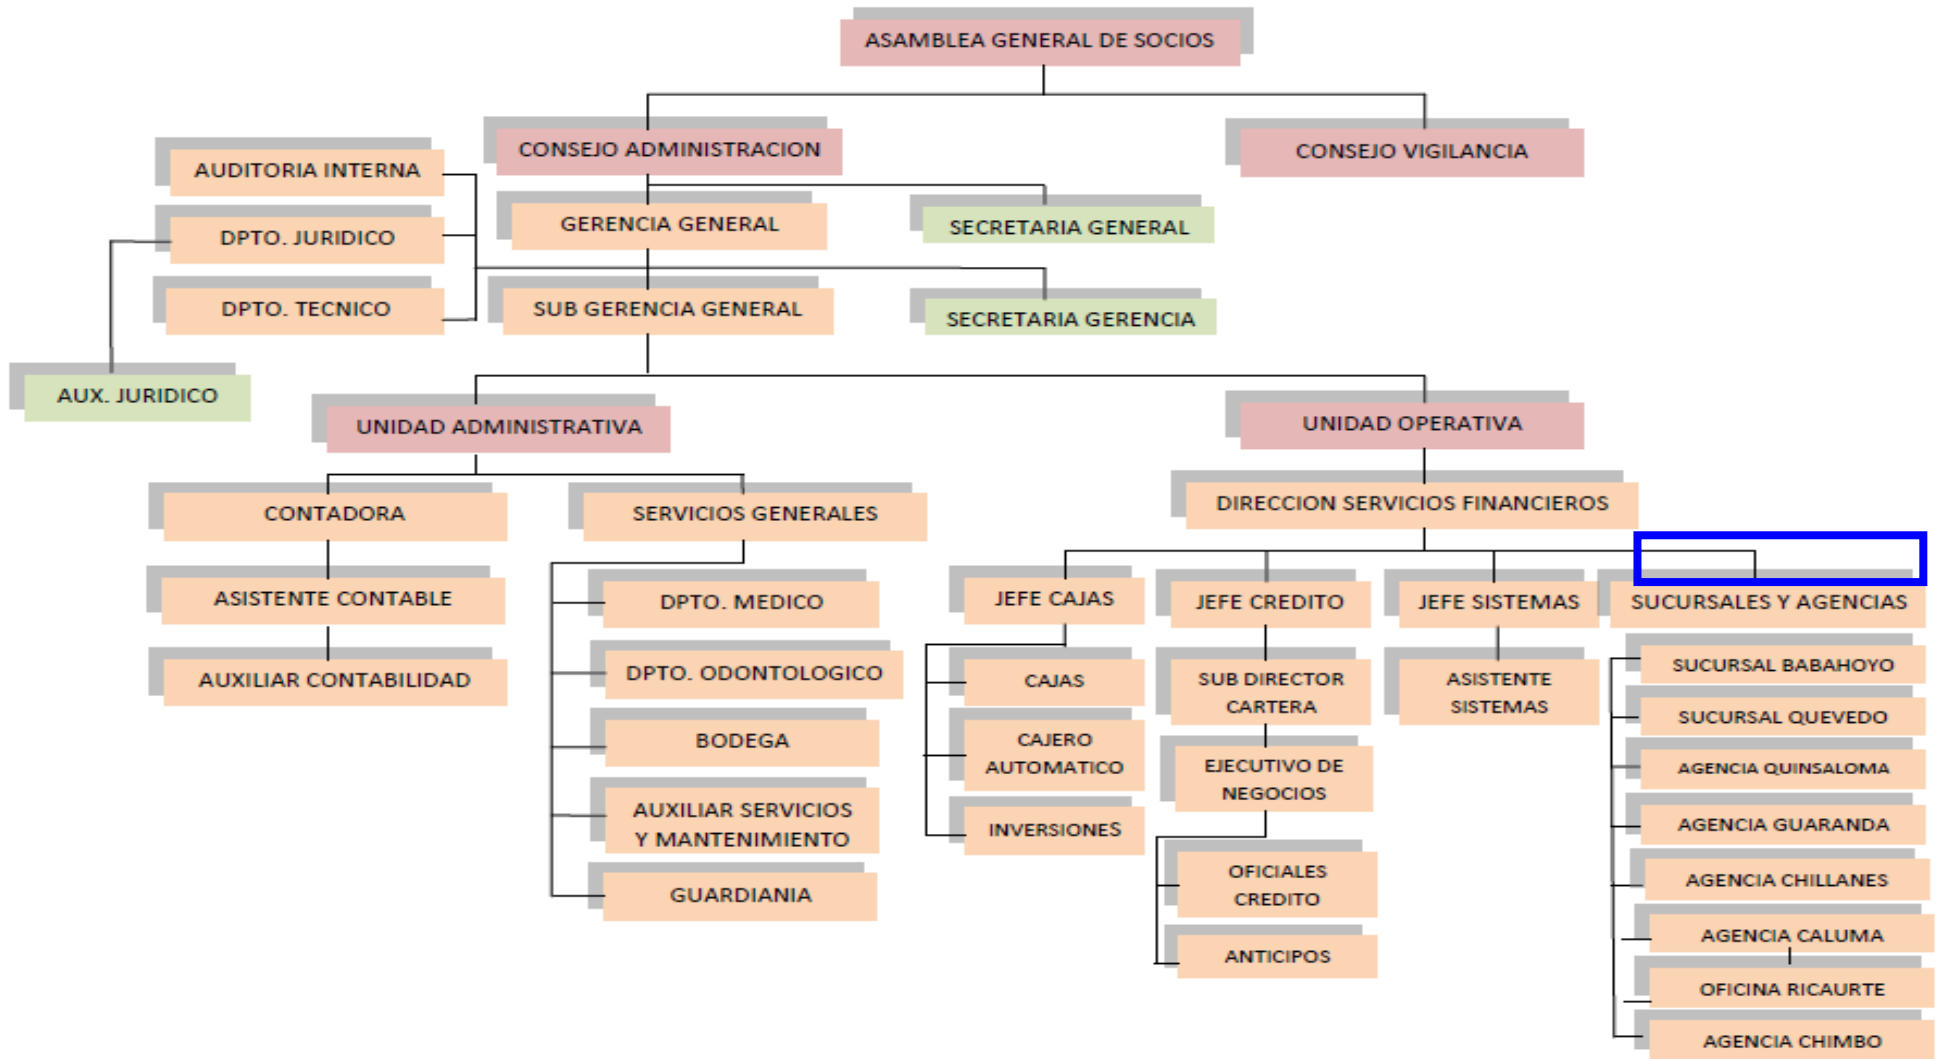 ASAMBLEA GENERAL DE SOCIOS
CONSEJO ADMINISTRACION
CONSEJO VIGILANCIA
AUDITORIA INTERNA
GERENCIA GENERAL
SECRETARIA GENERAL
DPTO. JURIDICO
DPTO. TECNICO
SUB GERENCIA GENERAL
SECRETARIA GERENCIA
AUX. JURIDICO
UNIDAD ADMINISTRATIVA
UNIDAD OPERATIVA
CONTADORA
SERVICIOS GENERALES
DIRECCION SERVICIOS FINANCIEROS
ASISTENTE CONTABLE
AUXILIAR CONTABILIDAD
DPTO. MEDICO
DPTO. ODONTOLOGICO
BODEGA
AUXILIAR SERVICIOS
Y MANTENIMIENTO
GUARDIANIA
JEFE CAJAS
CAJAS
CAJERO
AUTOMATICO
INVERSIONES
JEFE CREDITO
SUB DIRECTOR
CARTERA
EJECUTIVO DE
NEGOCIOS
OFICIALES
CREDITO
ANTICIPOS
JEFE SISTEMAS
ASISTENTE
SISTEMAS
SUCURSALES Y AGENCIAS
SUCURSAL BABAHOYO
SUCURSAL QUEVEDO
AGENCIA QUINSALOMA
AGENCIA GUARANDA
AGENCIA CHILLANES
AGENCIA CALUMA
OFICINA RICAURTE
AGENCIA CHIMBO